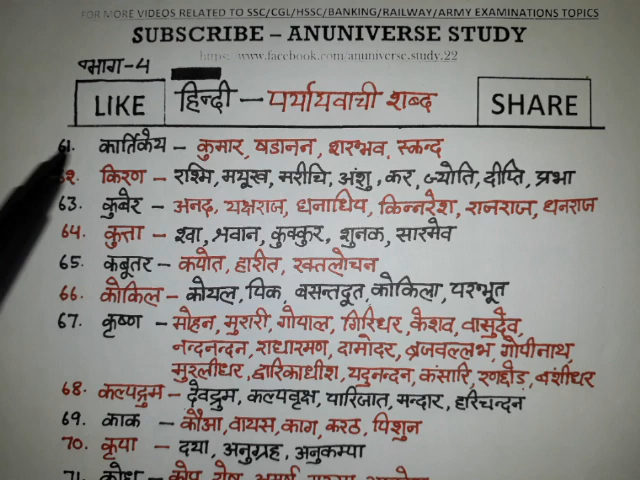 FOR MORE VIDEOS RELATED TO SSC/CGL/HSSC/BANKING/RAILWAY/ARMY EXAMINATIONS TOPICS
SUBSCRIBE – ANUNIVERSE STUDY
https: www.facebook.com/anuniverse.study.22
भाग-4
LIKE हिन्दी – पर्यायवाची शब्द SHARE
61. कार्तिकेय – कुमार, षडानन, शरभव, स्कन्द
62. किरण – रश्मि, मयूख, मरीचि, अंशु, कर, ज्योति, दीप्ति, प्रभा
63. कुबेर – अनद, यक्षराज, धनाधिप, किन्नरेश, राजराज, धनराज
64. कुत्ता – श्वा, श्रवान, कुक्कुर, शुनक, सारमेव
65. कबूतर – कपोत, हारीत, रक्तलोचन
66. कोकिल – कोयल, पिक, बसन्तदूत, कोकिला, परभूत
67. कृष्ण – मोहन, मुरारी, गोपाल, गिरिधर, केशव, वासुदेव,
नन्दनन्दन, राधारमण, दामोदर, ब्रजवल्लभ, गोपीनाथ,
मुरलीधर, द्वारिकाधीश, यदुनन्दन, कंसारि, रणछोड़, बंशीधर
68. कल्पद्रुम – देवद्रुम, कल्पवृक्ष, पारिजात, मन्दार, हरिचन्दन
69. काक – कौआ, वायस, काग, करठ, पिशुन
70. कृपा – दया, अनुग्रह, अनुकम्पा
71. क्रोध – कोप, रोष, अमर्ष